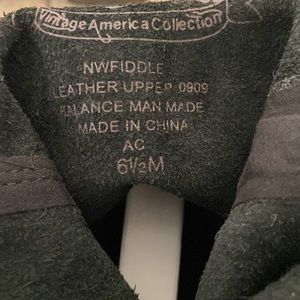 Vintage America Collection
NWFIDDLE
LEATHER UPPER 0909
BALANCE MAN MADE
MADE IN CHINA
AC
6½M